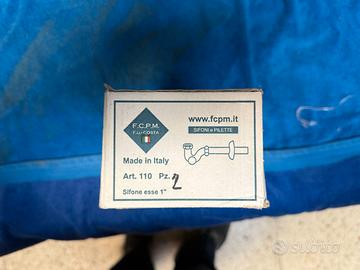 F.C.P.M.
F.LLI COSTA
www.fcpm.it
SIFONI e PILETTE
Made in Italy
Art. 110 Pz. 2
Sifone esse 1"
subito